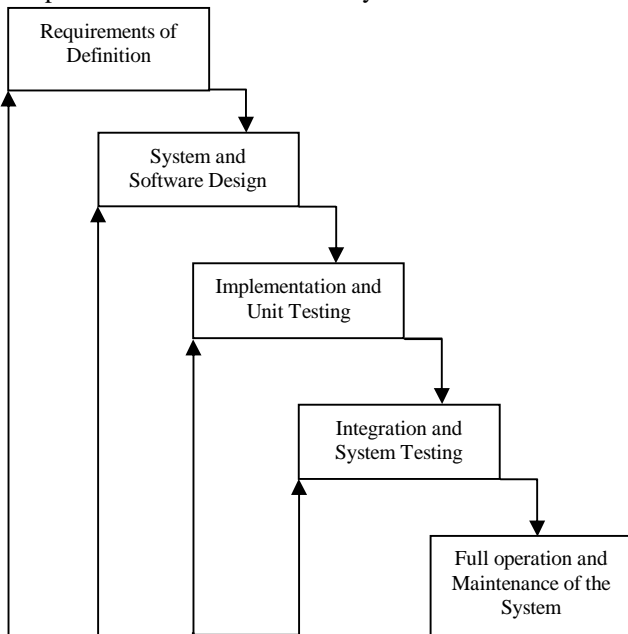 Requirements of
Definition
System and
Software Design
Implementation and
Unit Testing
Integration and
System Testing
Full operation and
Maintenance of the
System